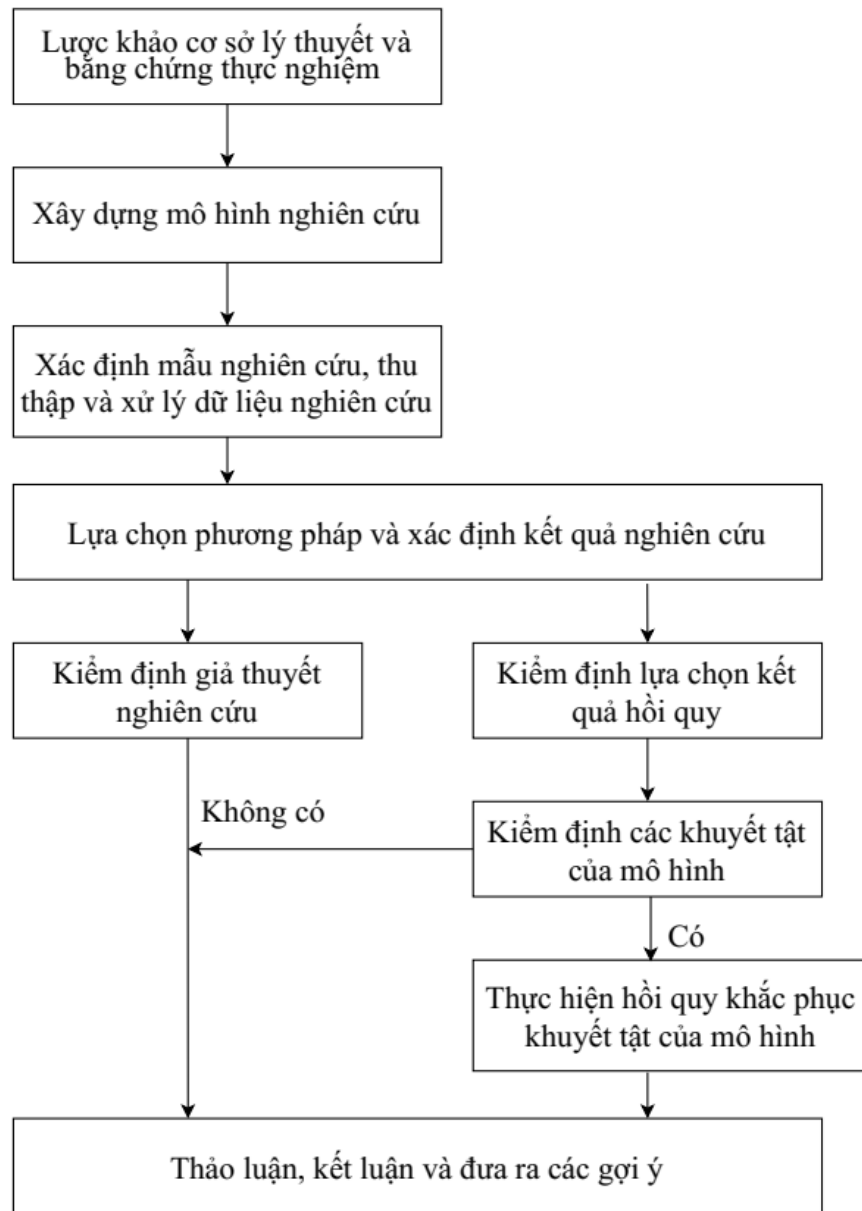 Lược khảo cơ sở lý thuyết và
bằng chứng thực nghiệm
Xây dựng mô hình nghiên cứu
Xác định mẫu nghiên cứu, thu
thập và xử lý dữ liệu nghiên cứu
Lựa chọn phương pháp và xác định kết quả nghiên cứu
Kiểm định giả thuyết
nghiên cứu
Kiểm định lựa chọn kết
quả hồi quy
Không có
Kiểm định các khuyết tật
của mô hình
Có
Thực hiện hồi quy khắc phục
khuyết tật của mô hình
Thảo luận, kết luận và đưa ra các gợi ý